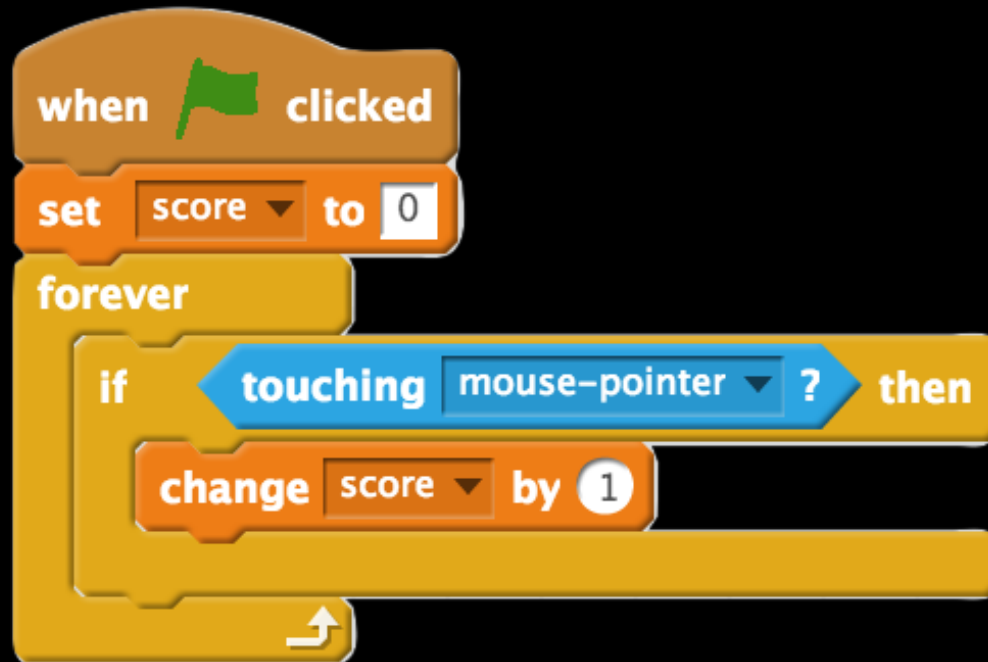 when clicked
set score to 0
forever
if touching mouse-pointer ? then
change score by 1